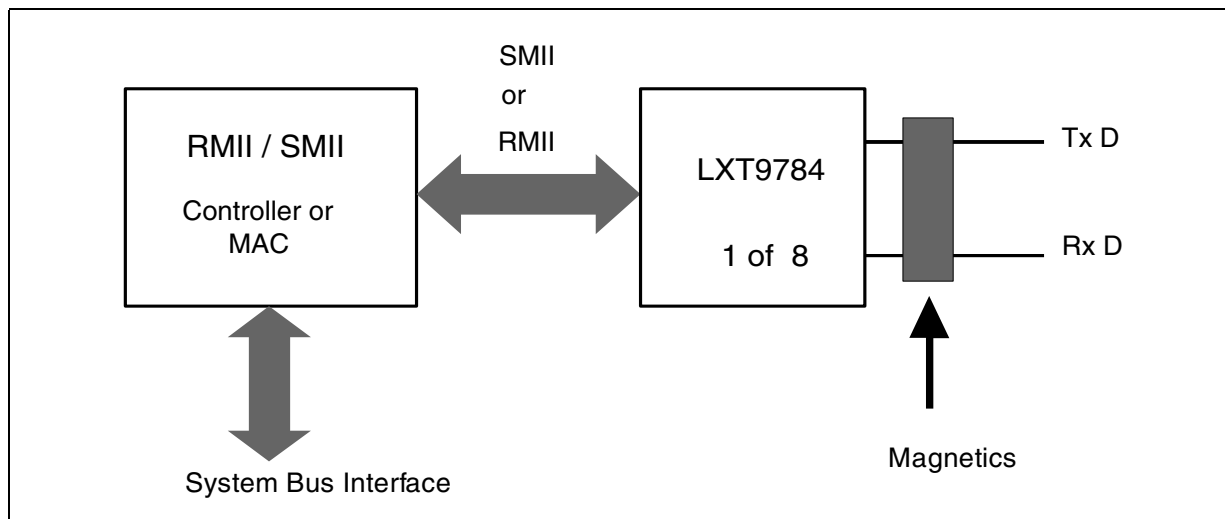 SMII
or
RMII
RMII / SMII
Controller or
MAC
LXT9784
1 of 8
Tx D
Rx D
Magnetics
System Bus Interface